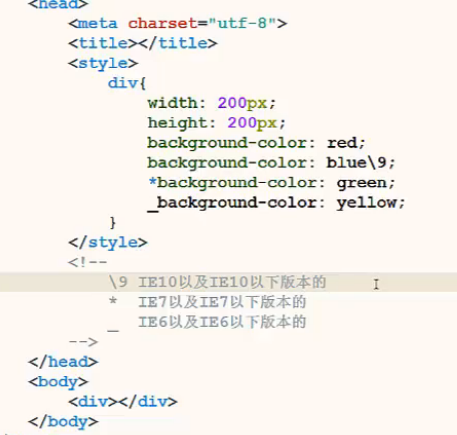 <head>
<meta charset="utf-8">
<title></title>
<style>
div{
width: 200px;
height: 200px;
background-color: red;
background-color: blue\9;
*background-color: green;
_background-color: yellow;
}
</style>
<!--
\9 IE10以及IE10以下版本的
* IE7以及IE7以下版本的
_ IE6以及IE6以下版本的
-->
</head>
<body>
<div></div>
</body>